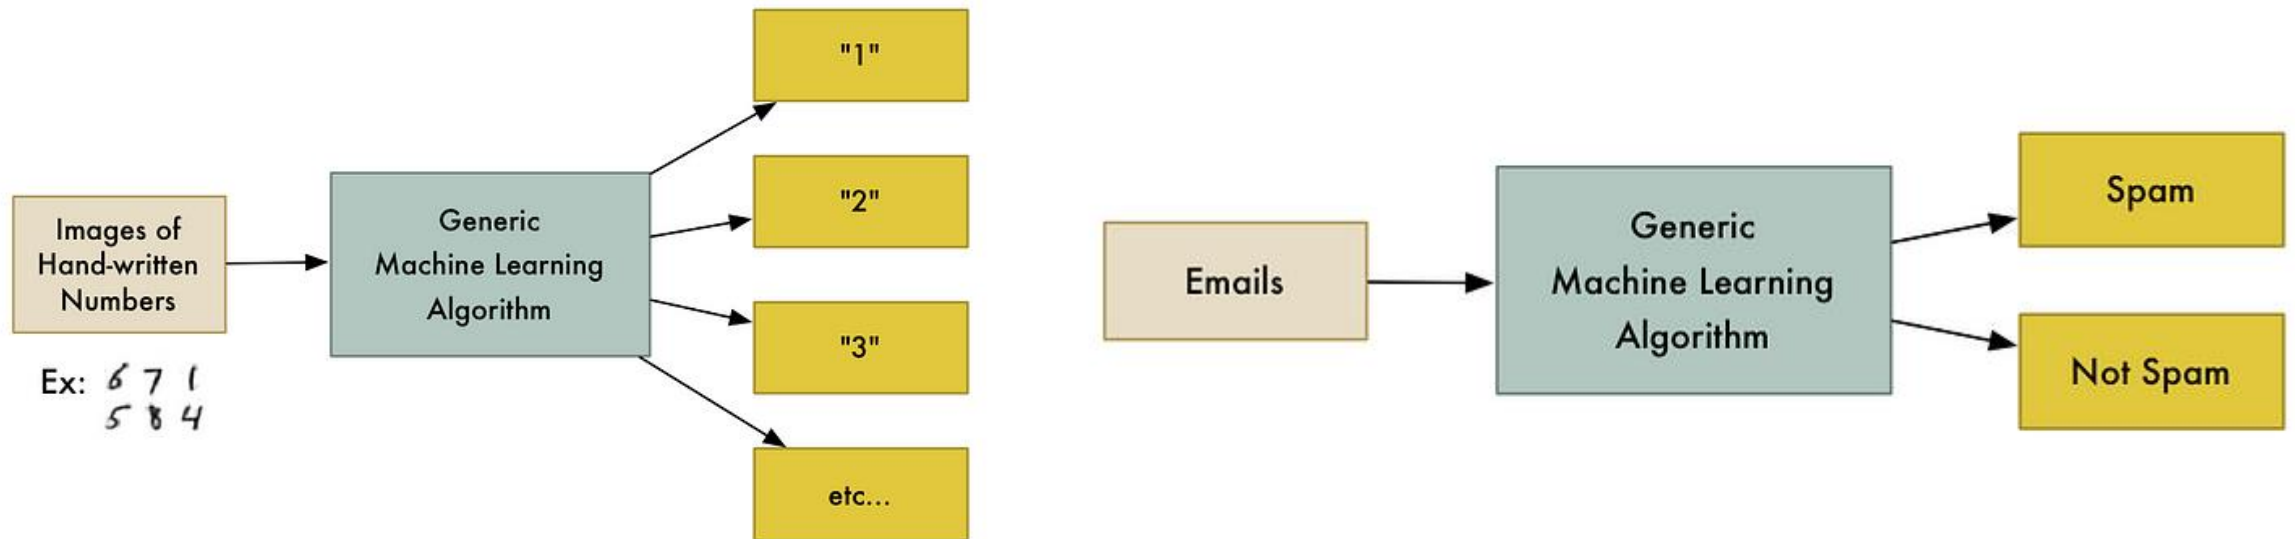 Images of
Hand-written
Numbers
Ex: 6 7 1
5 8 4
Generic
Machine Learning
Algorithm
"1"
"2"
"3"
etc...
Emails
Generic
Machine Learning
Algorithm
Spam
Not Spam